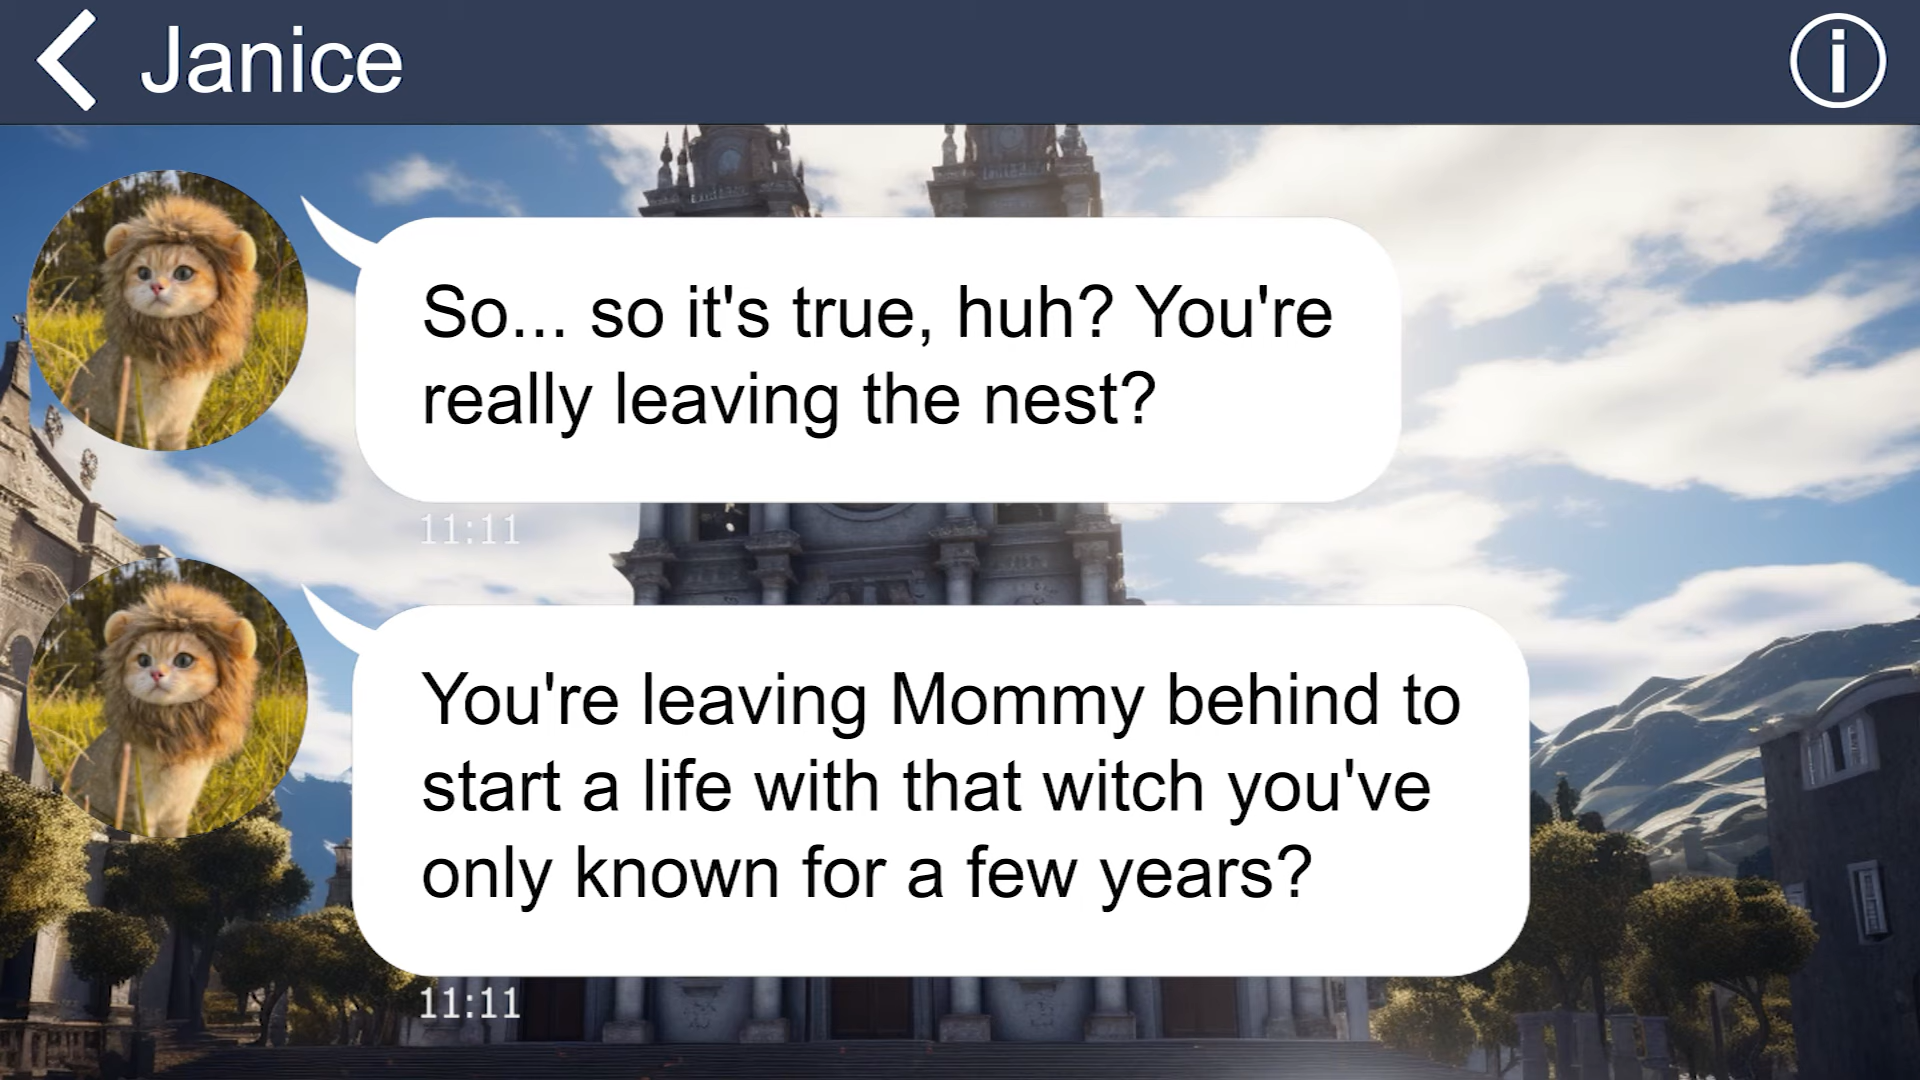 Janice
So... so it's true, huh? You're
really leaving the nest?
11:11
You're leaving Mommy behind to
start a life with that witch you've
only known for a few years?
11:11